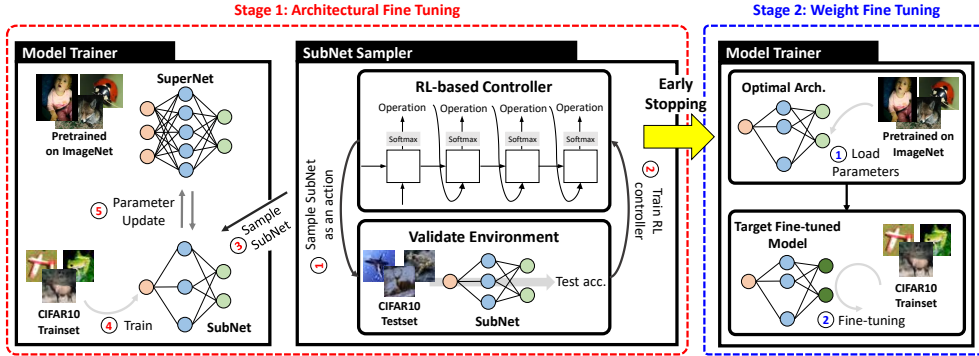 Stage 1: Architectural Fine Tuning
Model Trainer
SuperNet
Pretrained
on ImageNet
5 Parameter
Update
3 Sample
SubNet
CIFAR10
Trainset
4 Train
SubNet
SubNet Sampler
RL-based Controller
Operation Operation Operation Operation
Softmax Softmax Softmax Softmax
1 Sample SubNet
as an action
2 Train RL
controller
Validate Environment
CIFAR10
Testset
SubNet
Test acc.
Early
Stopping
Stage 2: Weight Fine Tuning
Model Trainer
Optimal Arch.
Pretrained on
ImageNet
1 Load
Parameters
Target Fine-tuned
Model
CIFAR10
Trainset
2 Fine-tuning